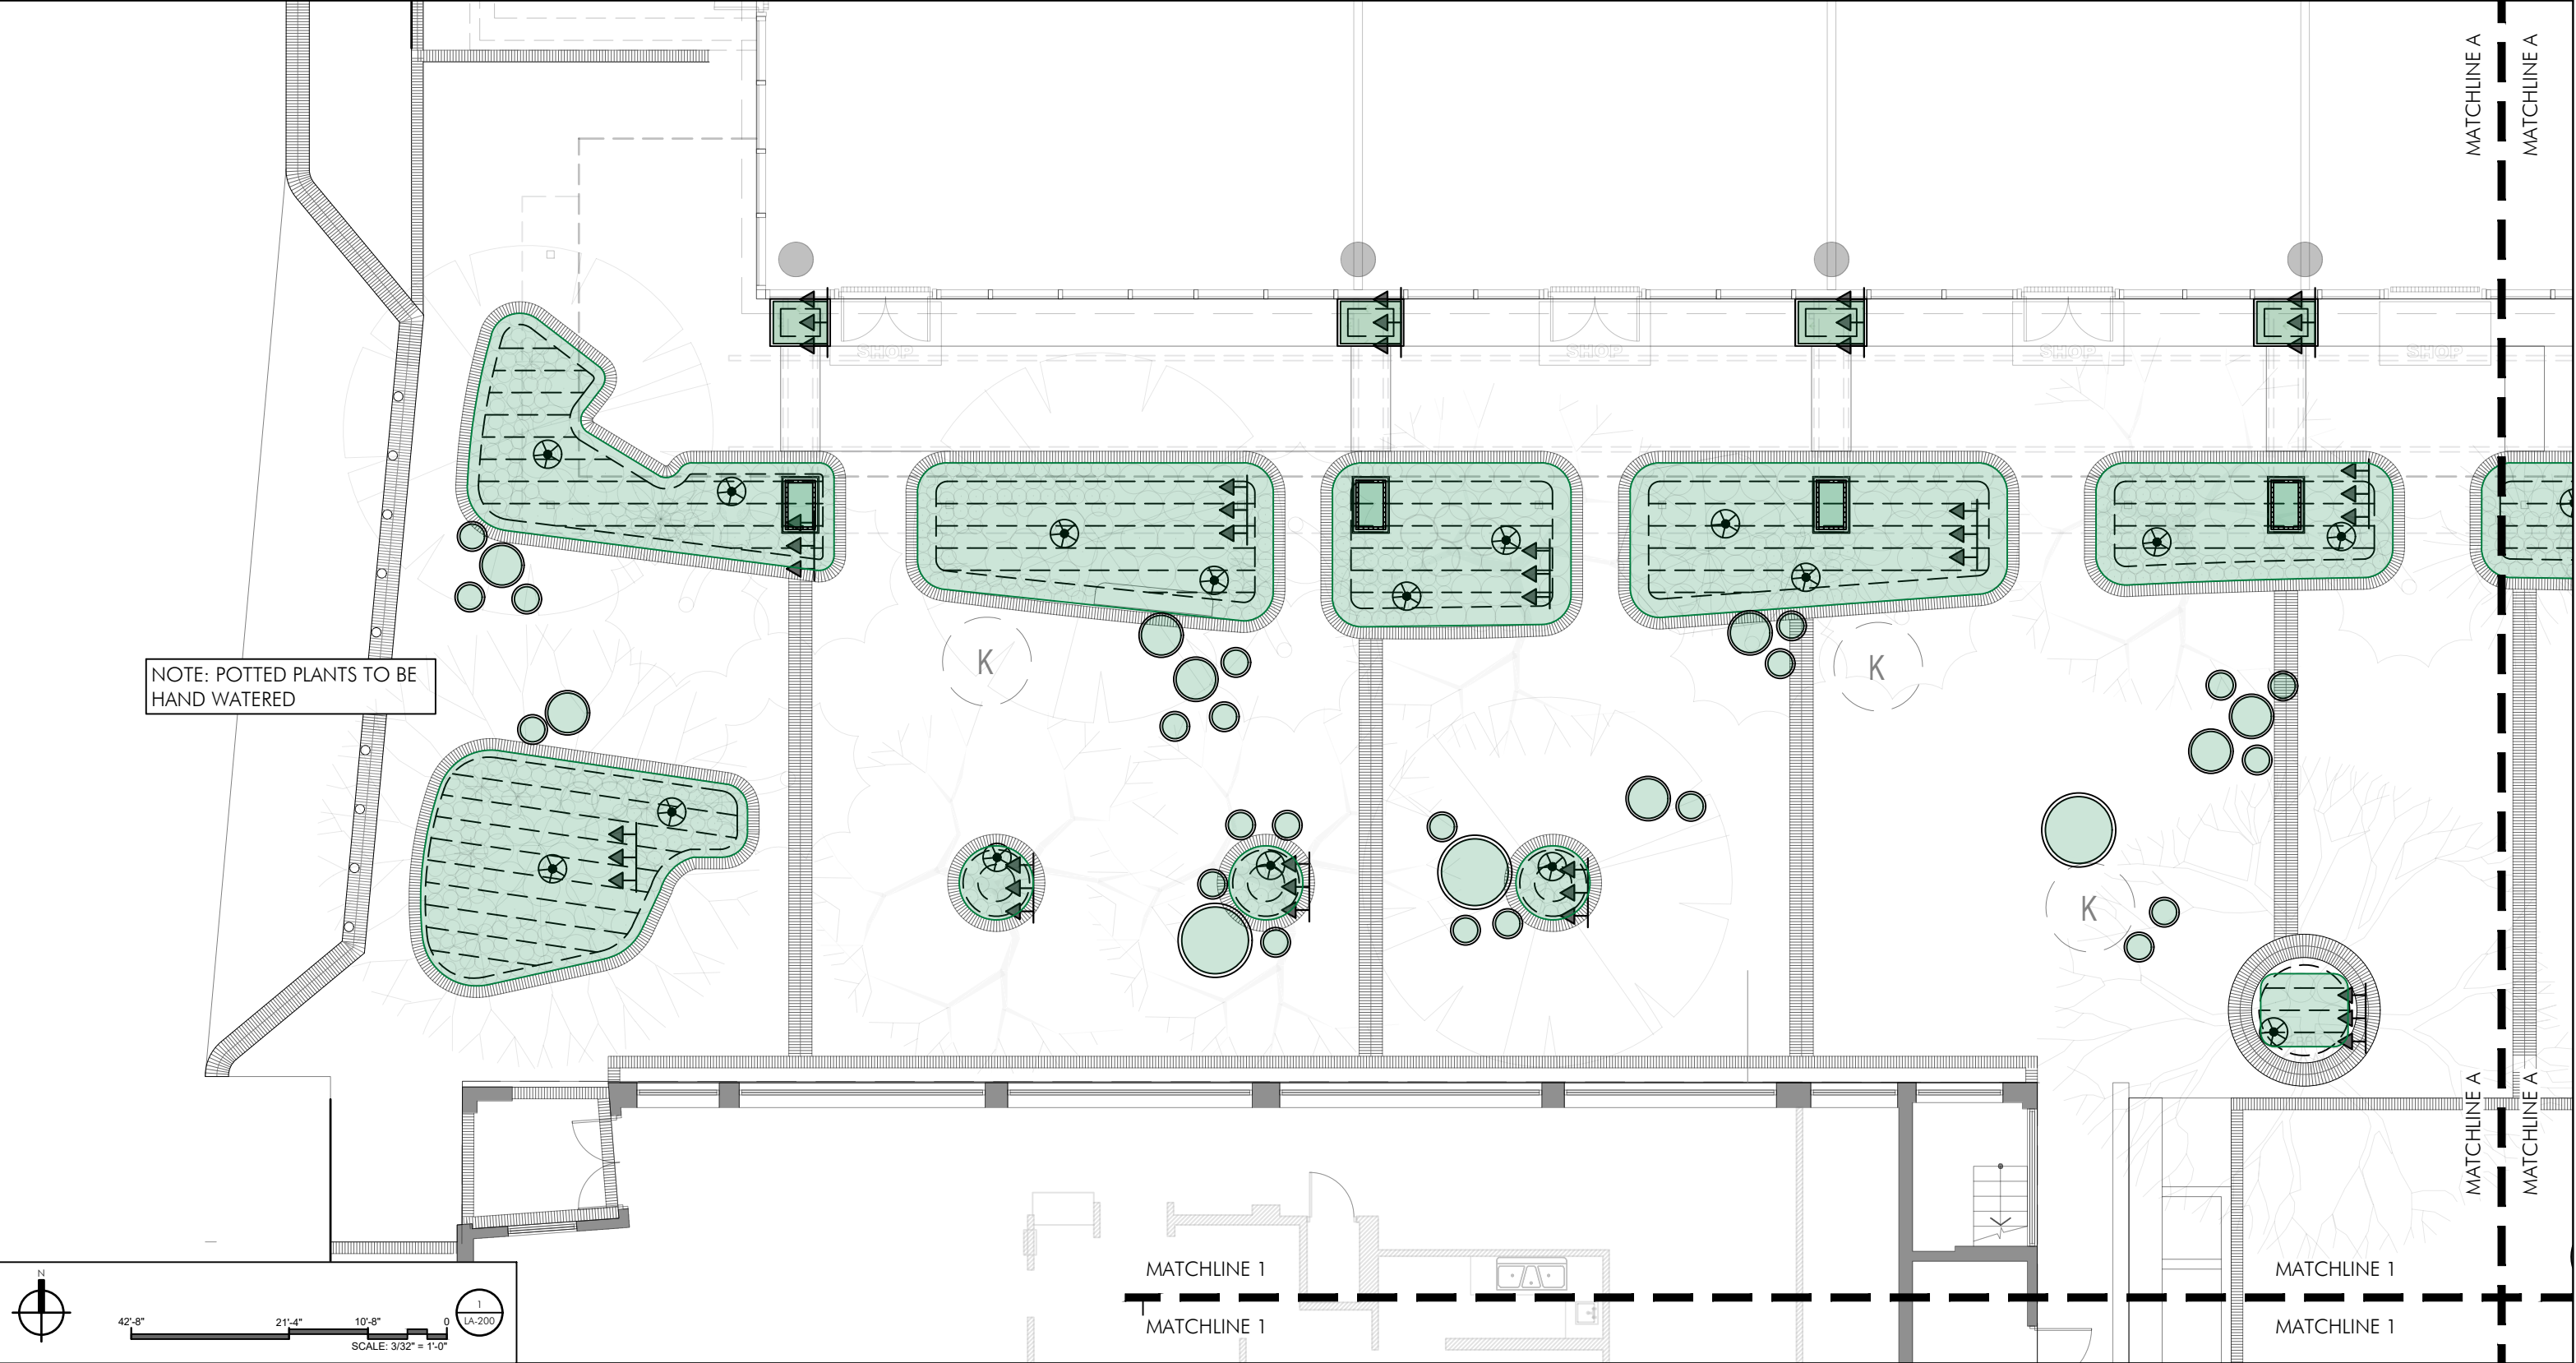 MATCHLINE A
MATCHLINE A
SHOP
SHOP
SHOP
SHOP
NOTE: POTTED PLANTS TO BE
HAND WATERED
K
K
K
MATCHLINE A
MATCHLINE A
MATCHLINE 1
MATCHLINE 1
MATCHLINE 1
MATCHLINE 1
N
42'-8"
21'-4"
10'-8"
0
SCALE: 3/32" = 1'-0"
1
LA-200